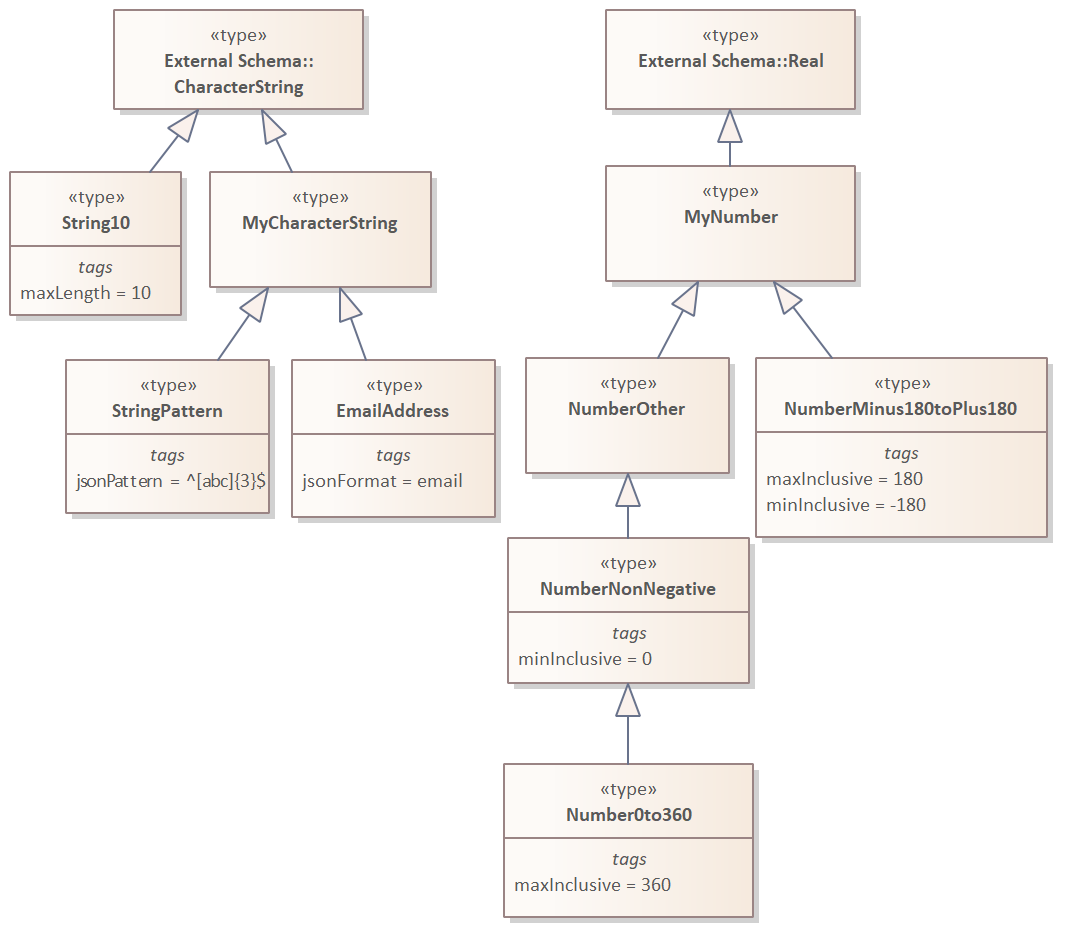 «type»
External Schema::
CharacterString
«type»
External Schema::Real
«type»
String10
tags
maxLength = 10
«type»
MyCharacterString
«type»
MyNumber
«type»
StringPattern
tags
jsonPattern = ^[abc]{3}$
«type»
EmailAddress
tags
jsonFormat = email
«type»
NumberOther
«type»
NumberMinus180toPlus180
tags
maxInclusive = 180
minInclusive = -180
«type»
NumberNonNegative
tags
minInclusive = 0
«type»
Number0to360
tags
maxInclusive = 360